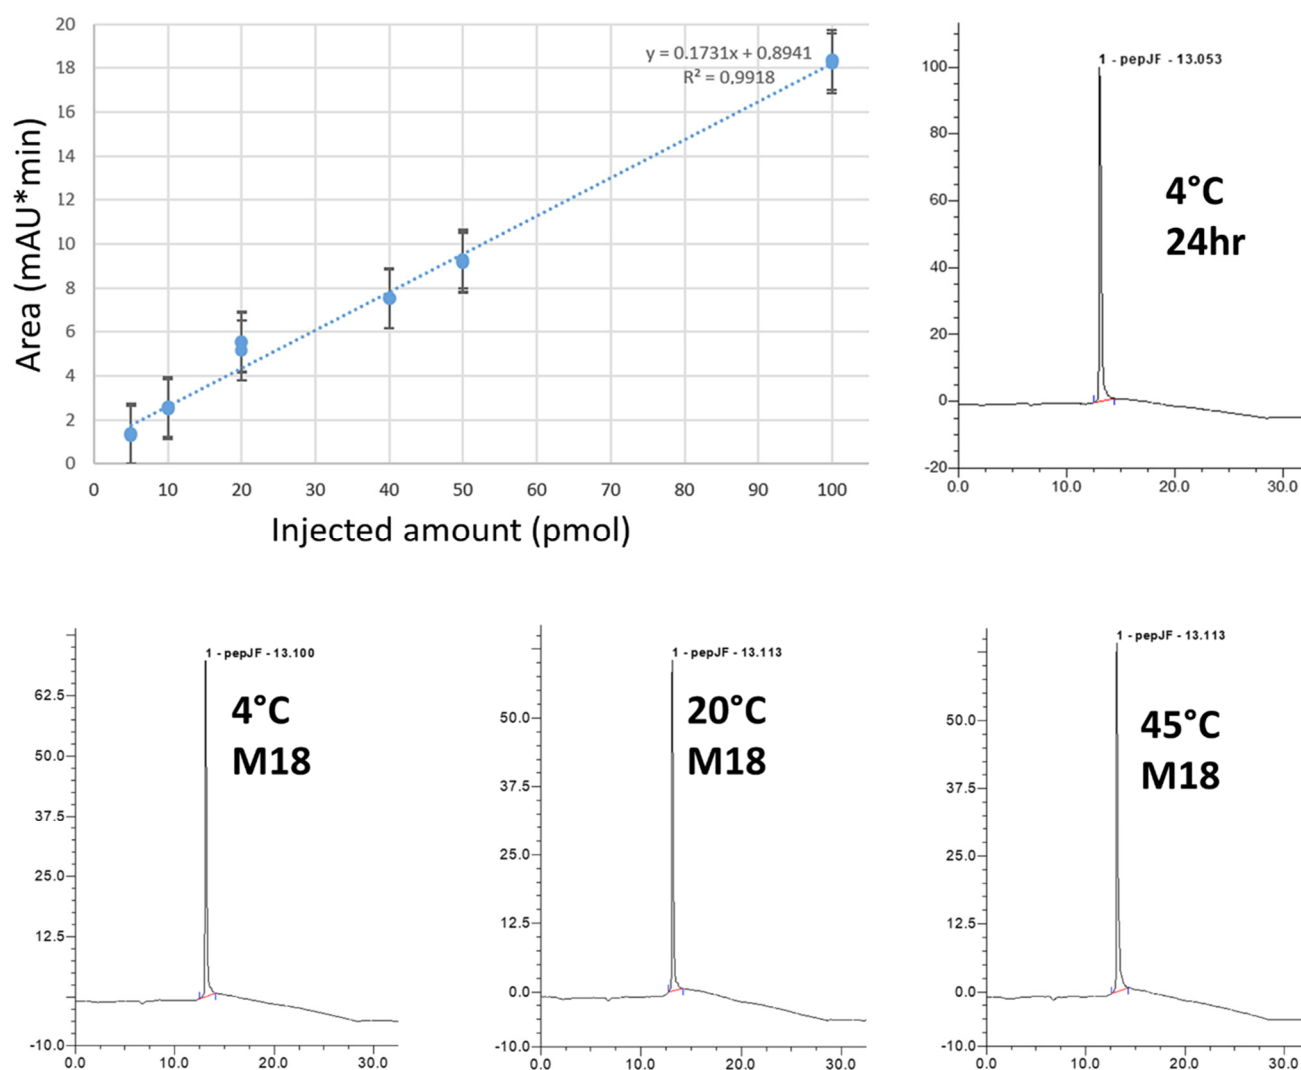 20
18
16
14
12
10
8
6
4
2
0
Area (mAU*min)
y = 0.1731x + 0,8941
R² = 0,9918
0 10 20 30 40 50 60 70 80 90 100
Injected amount (pmol)
100
80
60
40
20
0
-20
1 - pepJF - 13.053
4°C
24hr
0.0 10.0 20.0 30.0
62.5
50.0
37.5
25.0
12.5
-10.0
1 - pepJF - 13.100
4°C
M18
0.0 10.0 20.0 30.0
50.0
37.5
25.0
12.5
0.0
-10.0
1 - pepJF - 13.113
20°C
M18
0.0 10.0 20.0 30.0
50.0
37.5
25.0
12.5
0.0
-10.0
1 - pepJF - 13.113
45°C
M18
0.0 10.0 20.0 30.0